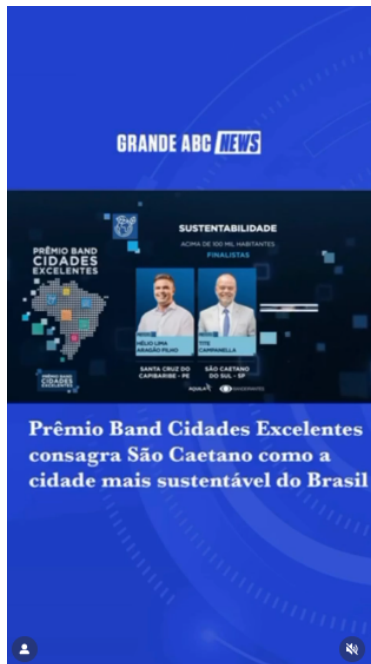 GRANDE ABC NEWS
SUSTENTABILIDADE
ACIMA DE 100 MIL HABITANTES
FINALISTAS
PRÊMIO BAND
CIDADES
EXCELENTES
HÉLIO LIMA
ARAGÃO FILHO
TITE
CAMPANELLA
SANTA CRUZ DO
CAPIBARIBE - PE
SÃO CAETANO
DO SUL - SP
PRÊMIO BAND
CIDADES
EXCELENTES
AQUILA
BANDEIRANTES
Prêmio Band Cidades Excelentes
consagra São Caetano como a
cidade mais sustentável do Brasil